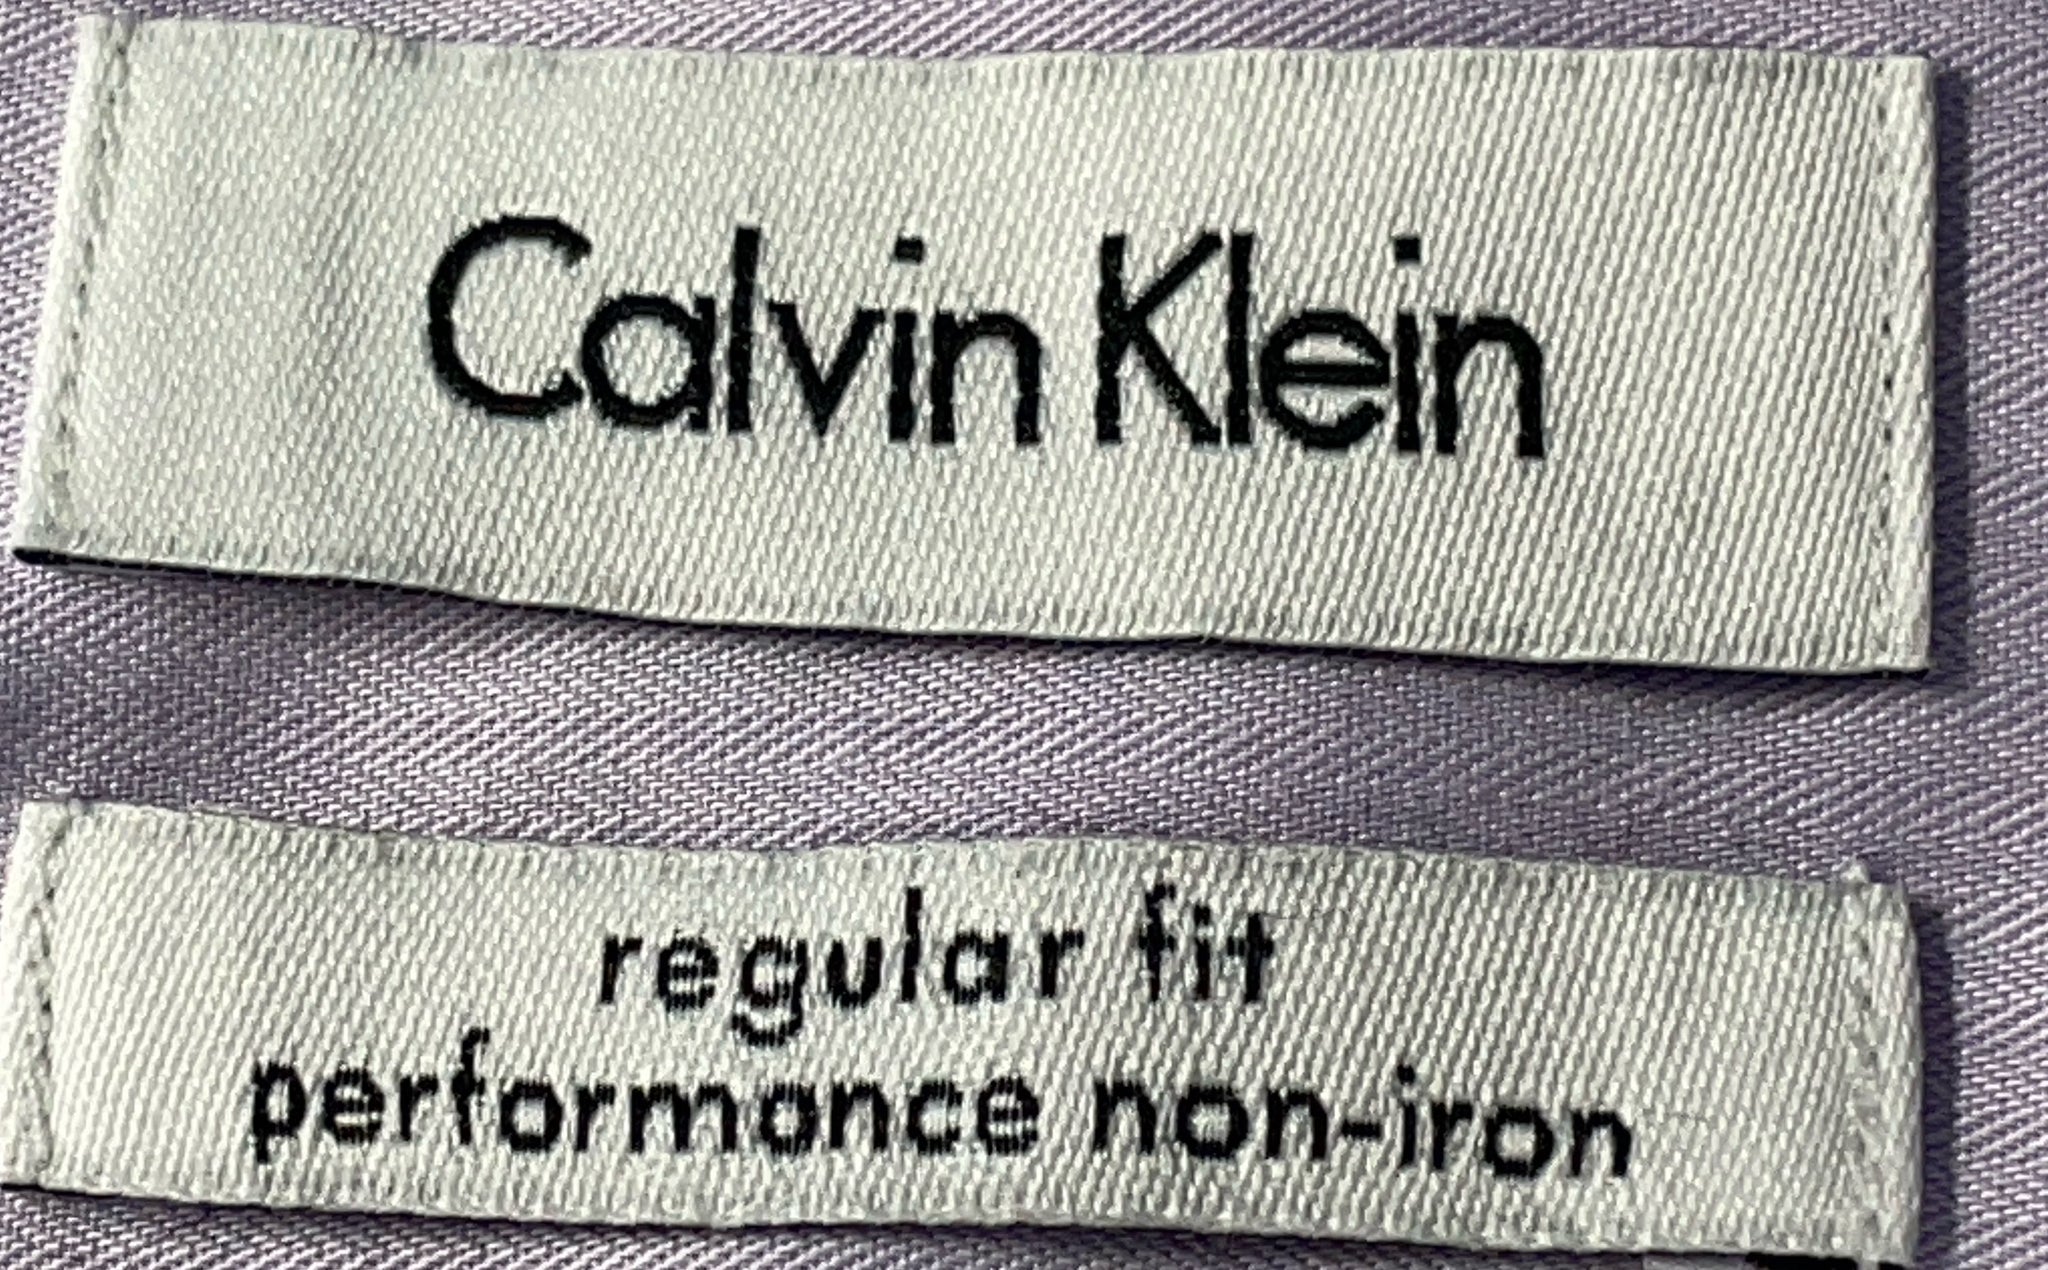 Calvin Klein
regular fit
performance non-iron